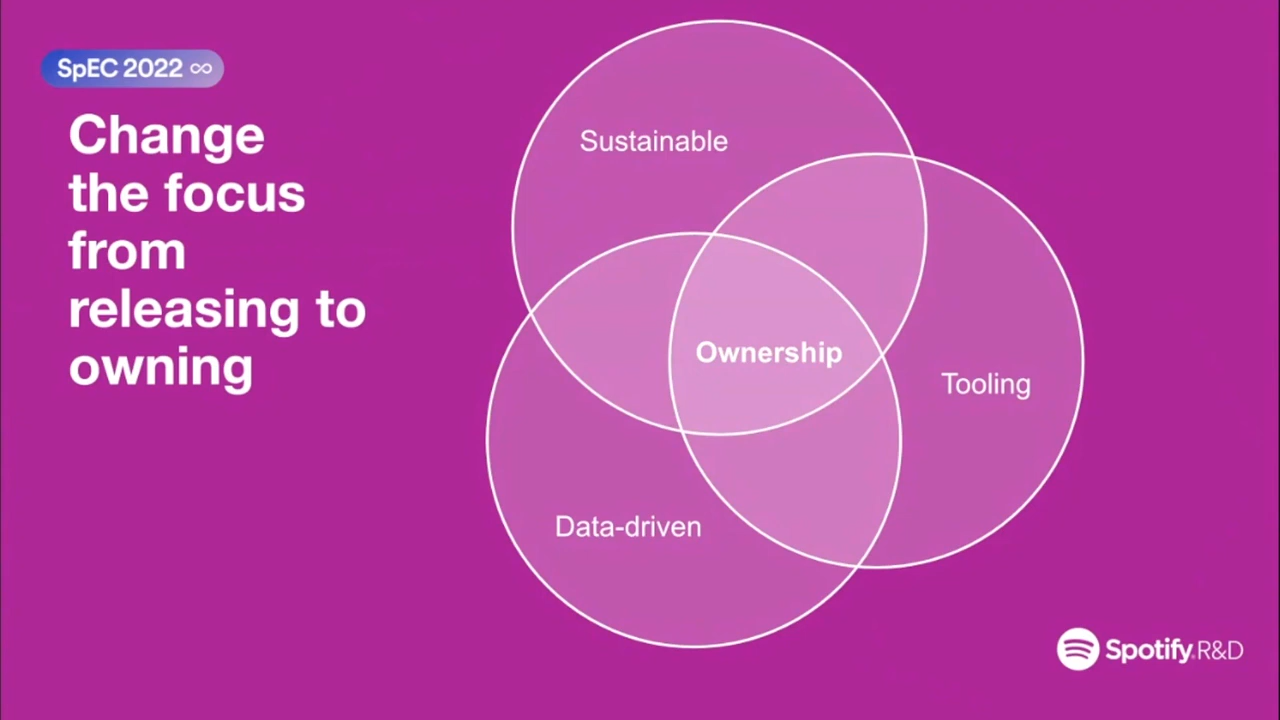 SpEC 2022 ∞
Change
the focus
from
releasing to
owning
Sustainable
Ownership
Tooling
Data-driven
Spotify R&D